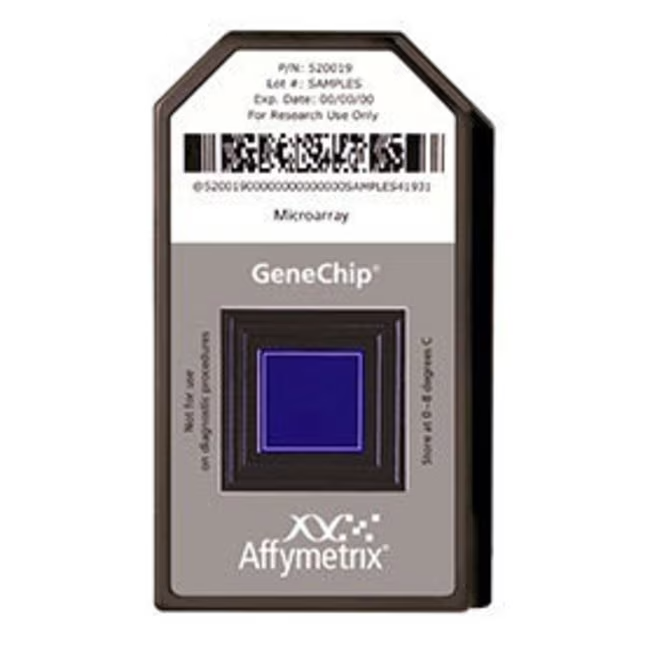 P/N: 520019
Lot #: SAMPLES
Exp. Date: 00/00/00
For Research Use Only
@52001900000000000000SAMPLES41931
Microarray
GeneChip®
Not for use
on diagnostic procedures
Store at 0-8 degrees C
Affymetrix®